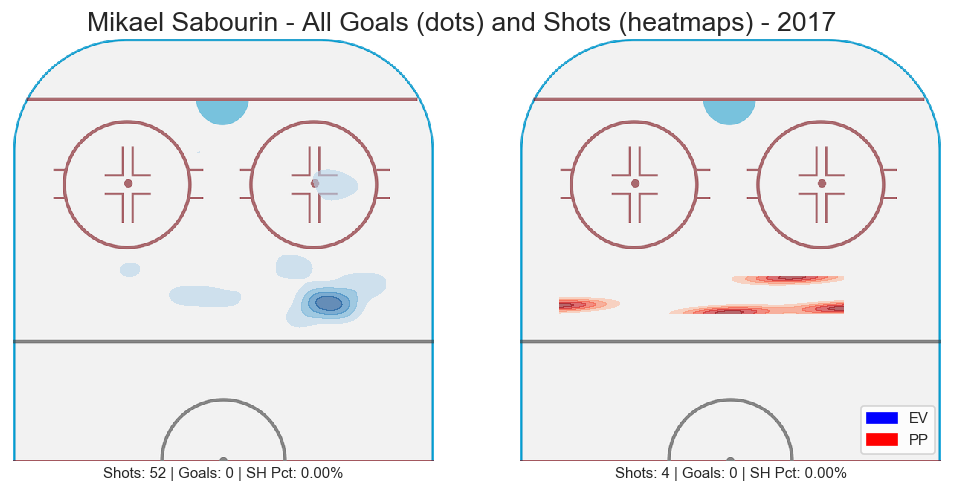 Mikael Sabourin - All Goals (dots) and Shots (heatmaps) - 2017
EV
PP
Shots: 52 | Goals: 0 | SH Pct: 0.00%
Shots: 4 | Goals: 0 | SH Pct: 0.00%